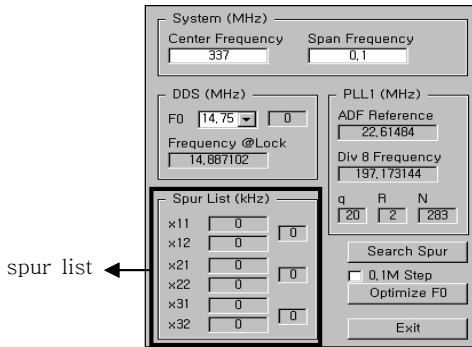 System (MHz)
Center Frequency Span Frequency
337 0,1
DDS (MHz)
F0 14,75 0
Frequency @Lock
14,887102
PLL1 (MHz)
ADF Reference
22,61484
Div 8 Frequency
197,173144
q R N
20 2 283
spur list
Spur List (kHz)
x11 0
x12 0
0
x21 0
x22 0
0
x31 0
x32 0
0
Search Spur
0,1M Step
Optimize F0
Exit